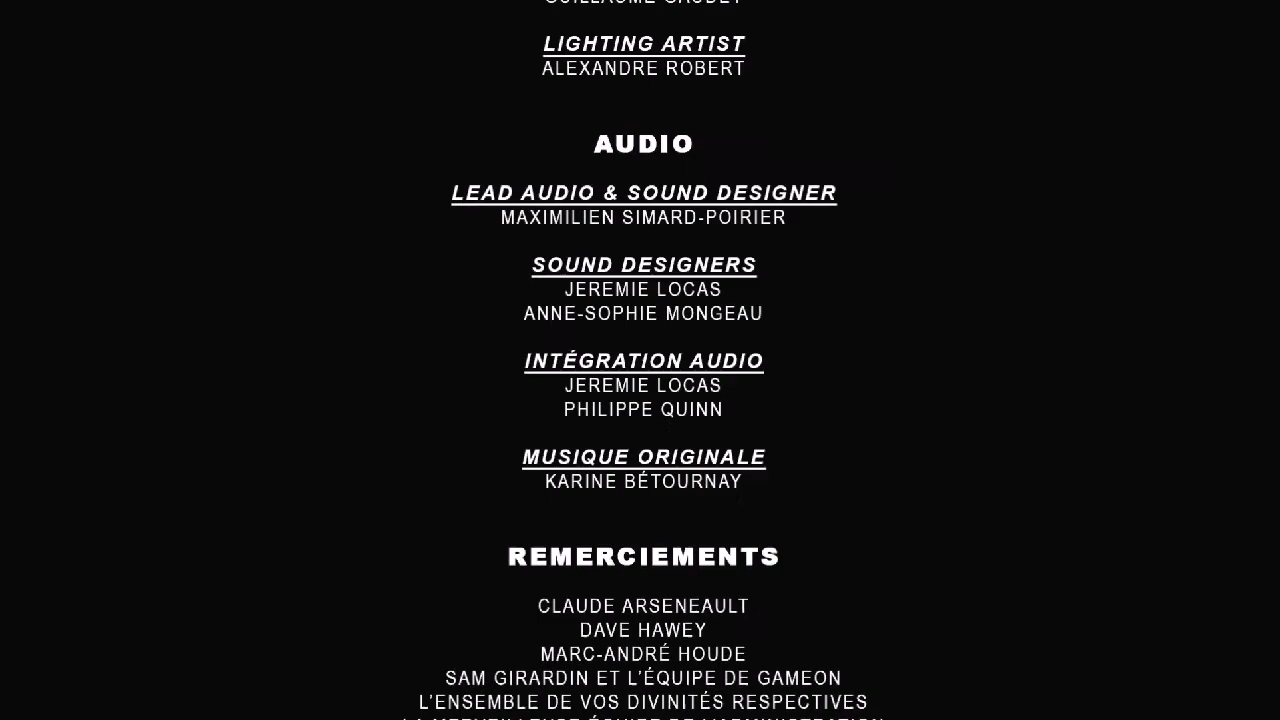 LIGHTING ARTIST
ALEXANDRE ROBERT
AUDIO
LEAD AUDIO & SOUND DESIGNER
MAXIMILIEN SIMARD-POIRIER
SOUND DESIGNERS
JEREMIE LOCAS
ANNE-SOPHIE MONGEAU
INTÉGRATION AUDIO
JEREMIE LOCAS
PHILIPPE QUINN
MUSIQUE ORIGINALE
KARINE BÉTOURNAY
REMERCIEMENTS
CLAUDE ARSENEAULT
DAVE HAWEY
MARC-ANDRÉ HOUDE
SAM GIRARDIN ET L'ÉQUIPE DE GAMEON
L'ENSEMBLE DE VOS DIVINITÉS RESPECTIVES